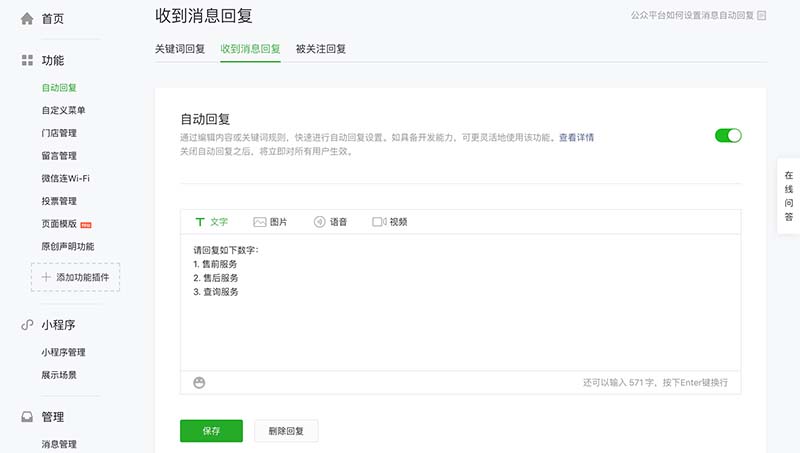 首页
功能
自动回复
自定义菜单
门店管理
留言管理
微信连Wi-Fi
投票管理
页面模版
原创声明功能
添加功能插件
小程序
小程序管理
展示场景
管理
消息管理
收到消息回复
公众平台如何设置消息自动回复
关键词回复 收到消息回复 被关注回复
自动回复
通过编辑内容或关键词规则，快速进行自动回复设置。如具备开发能力，可更灵活地使用该功能。查看详情
关闭自动回复之后，将立即对所有用户生效。
文字 图片 语音 视频
请回复如下数字：
1. 售前服务
2. 售后服务
3. 查询服务
还可以输入 571 字，按下Enter键换行
保存 删除回复
在线问答